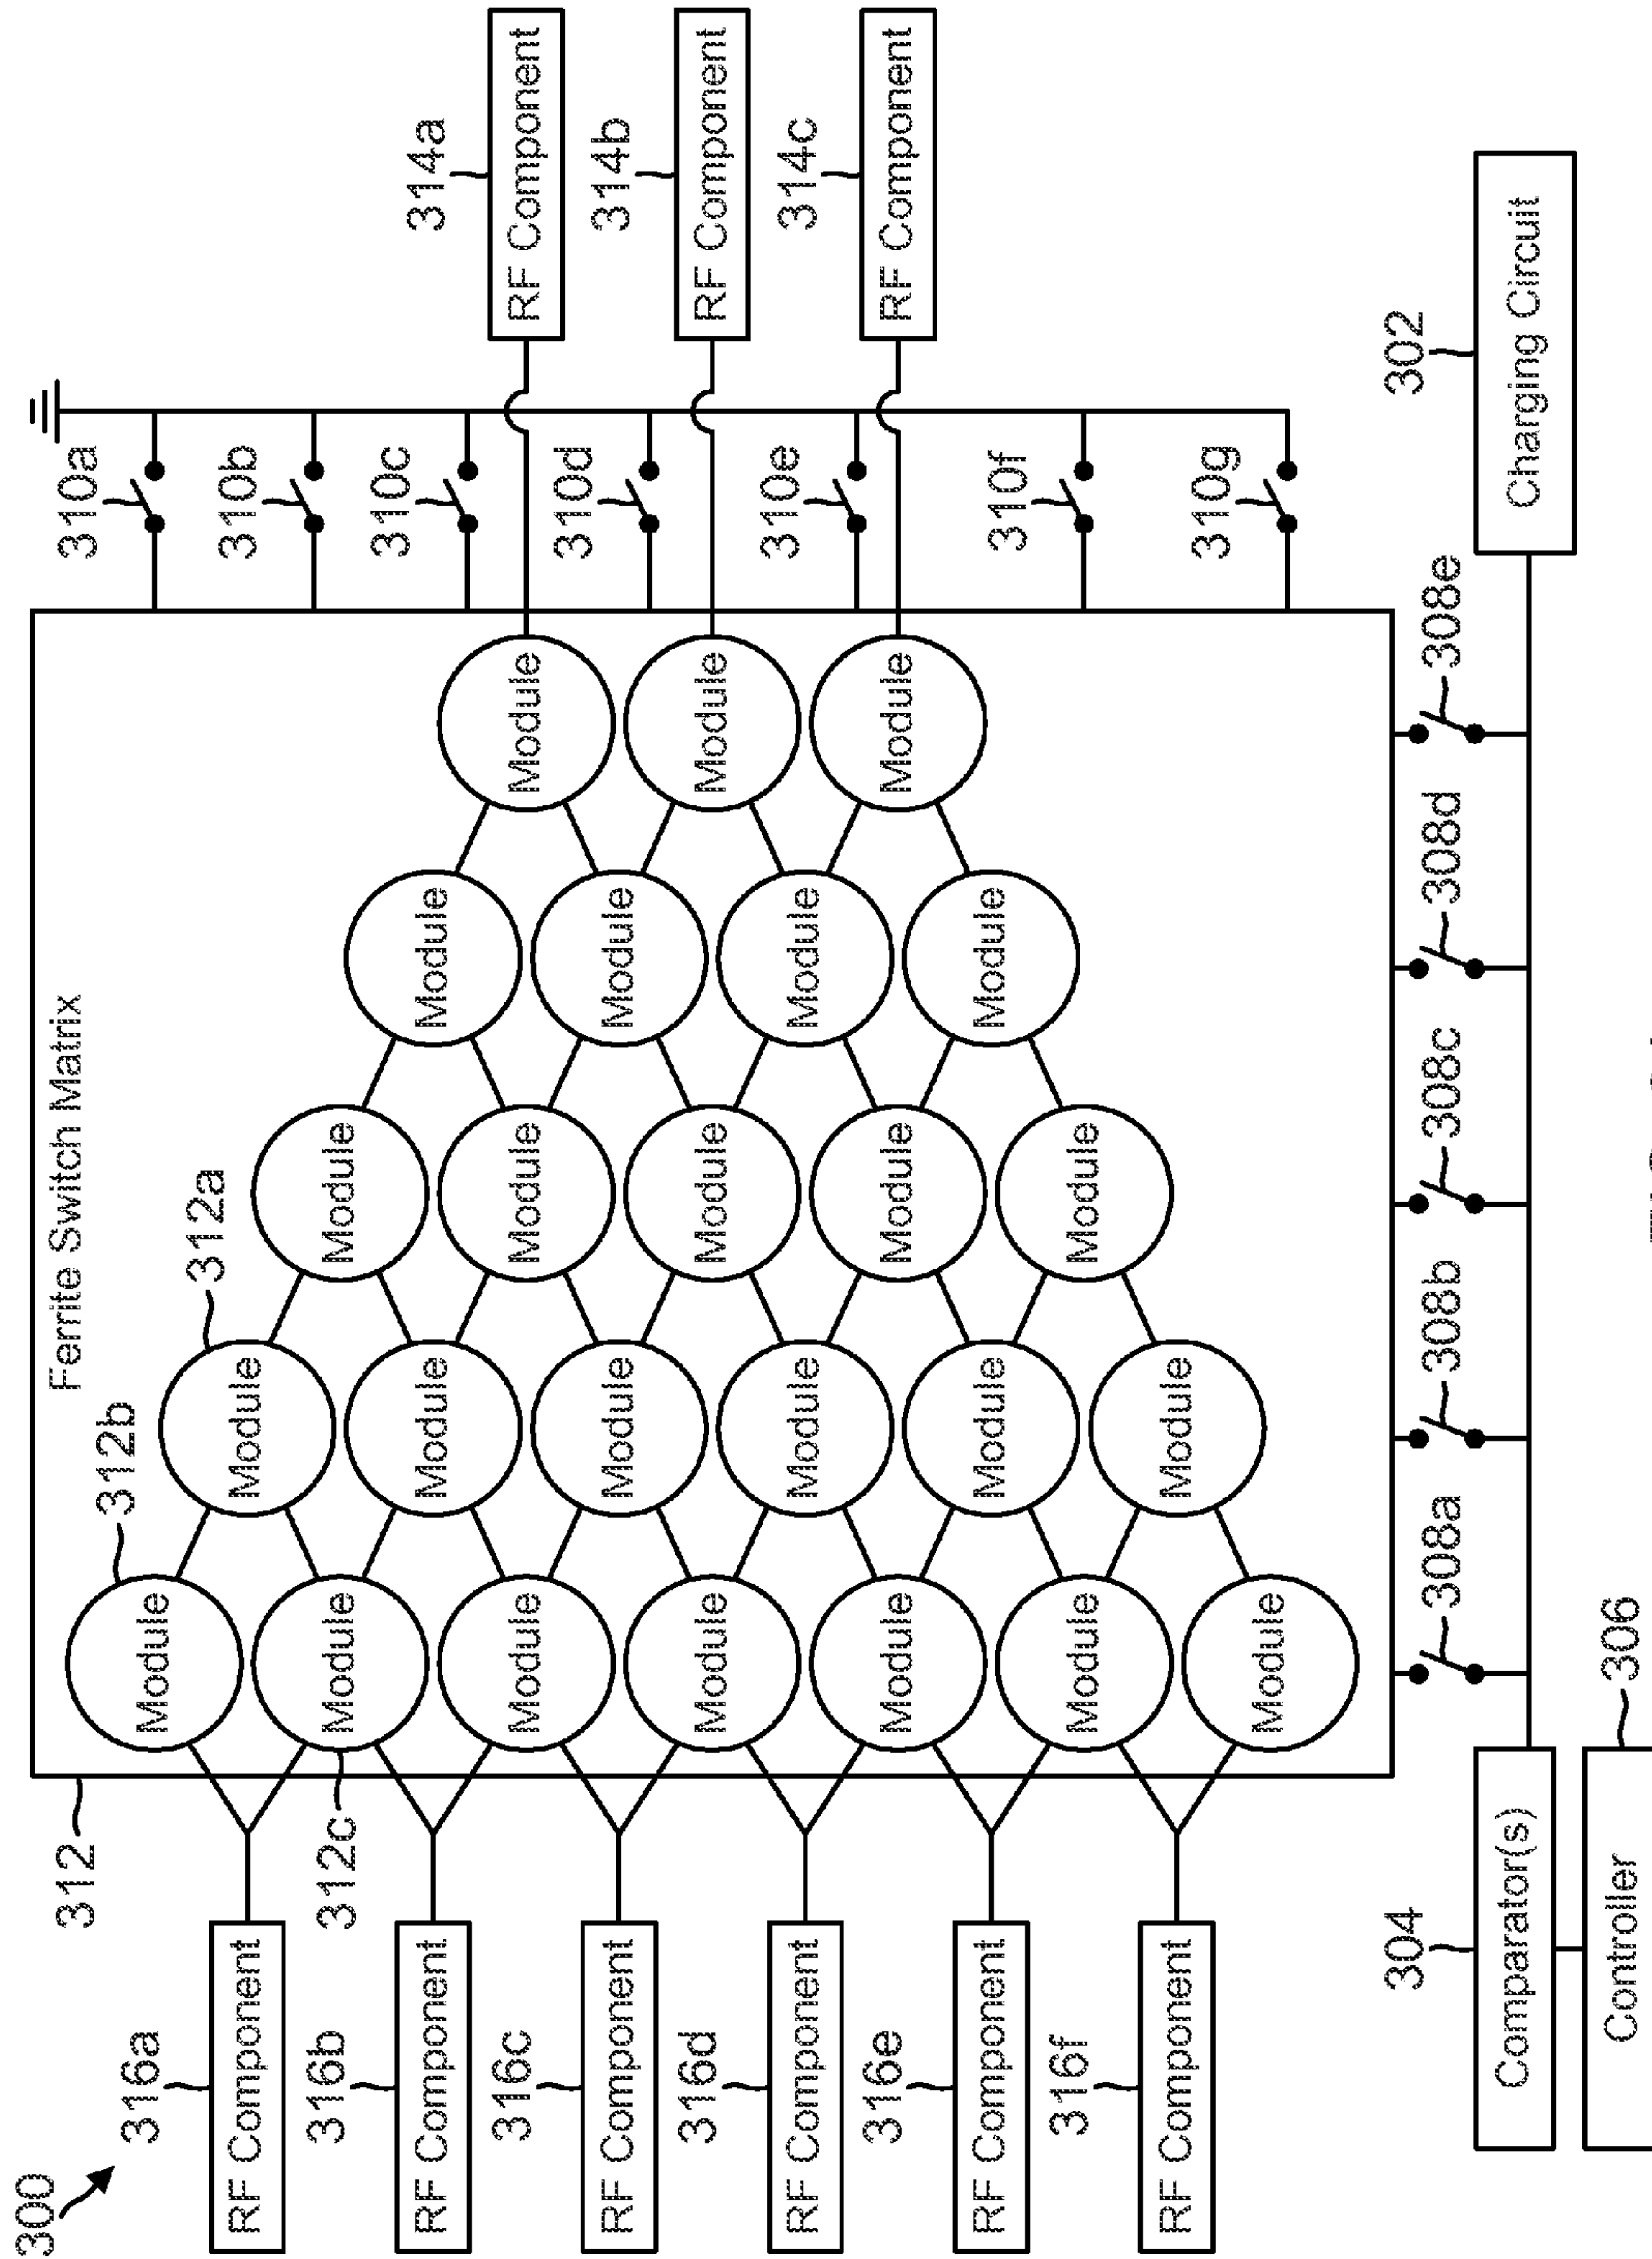 300
312
Ferrite Switch Matrix
310a
312b
316a
Module
312a
310b
RF Component
Module
316b
312c
Module
Module
310c
RF Component
Module
Module
314a
316c
Module
Module
Module
RF Component
310d
RF Component
Module
Module
314b
316d
Module
Module
Module
RF Component
310e
RF Component
Module
Module
314c
316e
Module
Module
Module
RF Component
RF Component
Module
Module
310f
316f
Module
Module
RF Component
Module
310g
Module
304
308a
308b
308c
308d
308e
302
Comparator(s)
Charging Circuit
Controller
306